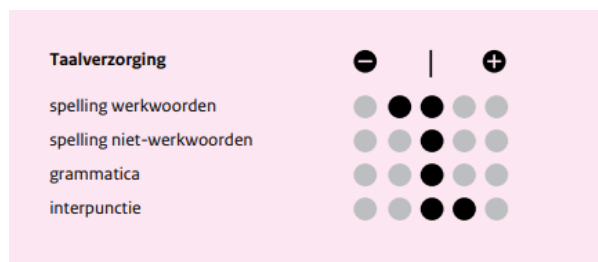 Taalverzorging − | +
spelling werkwoorden
spelling niet-werkwoorden
grammatica
interpunctie